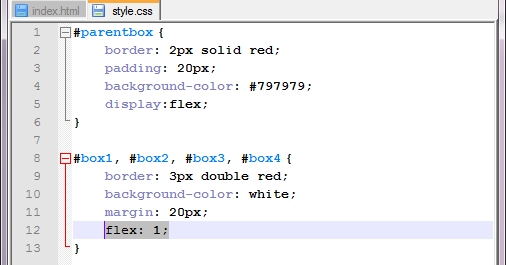 index.html style.css
1 #parentbox {
2 border: 2px solid red;
3 padding: 20px;
4 background-color: #797979;
5 display:flex;
6 }
7
8 #box1, #box2, #box3, #box4 {
9 border: 3px double red;
10 background-color: white;
11 margin: 20px;
12 flex: 1;
13 }